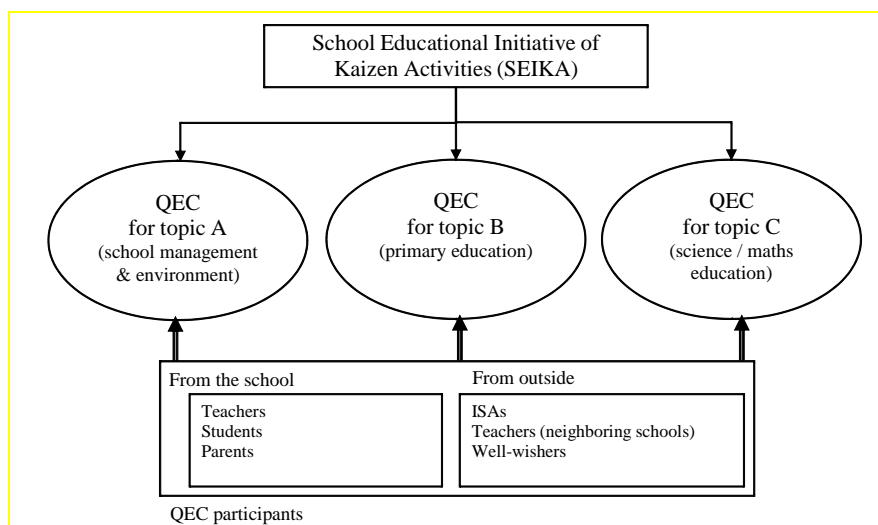 School Educational Initiative of
Kaizen Activities (SEIKA)
QEC
for topic A
(school management
& environment)
QEC
for topic B
(primary education)
QEC
for topic C
(science / maths
education)
From the school
Teachers
Students
Parents
From outside
ISAs
Teachers (neighboring schools)
Well-wishers
QEC participants